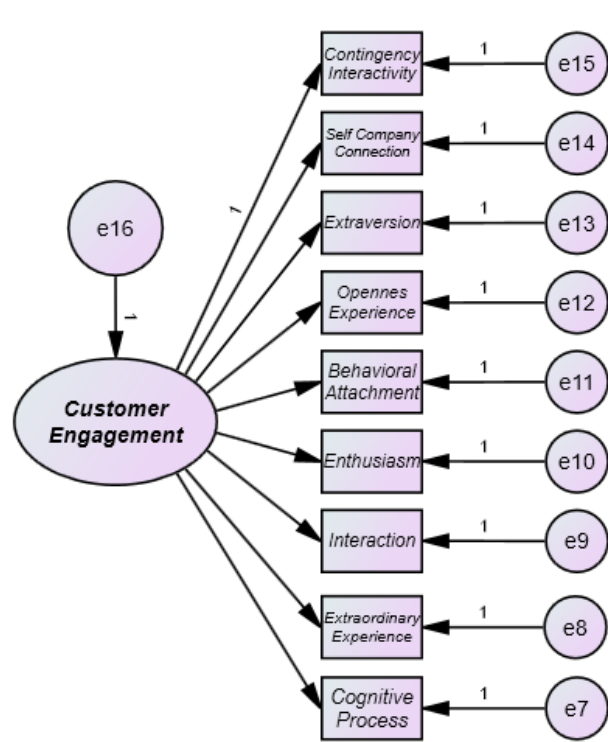 Contingency
Interactivity
1
e15
Self Company
Connection
1
e14
1
Extraversion
1
e13
e16
Opennes
Experience
1
e12
1
Behavioral
Attachment
1
e11
Customer
Engagement
Enthusiasm
1
e10
Interaction
1
e9
Extraordinary
Experience
1
e8
Cognitive
Process
1
e7